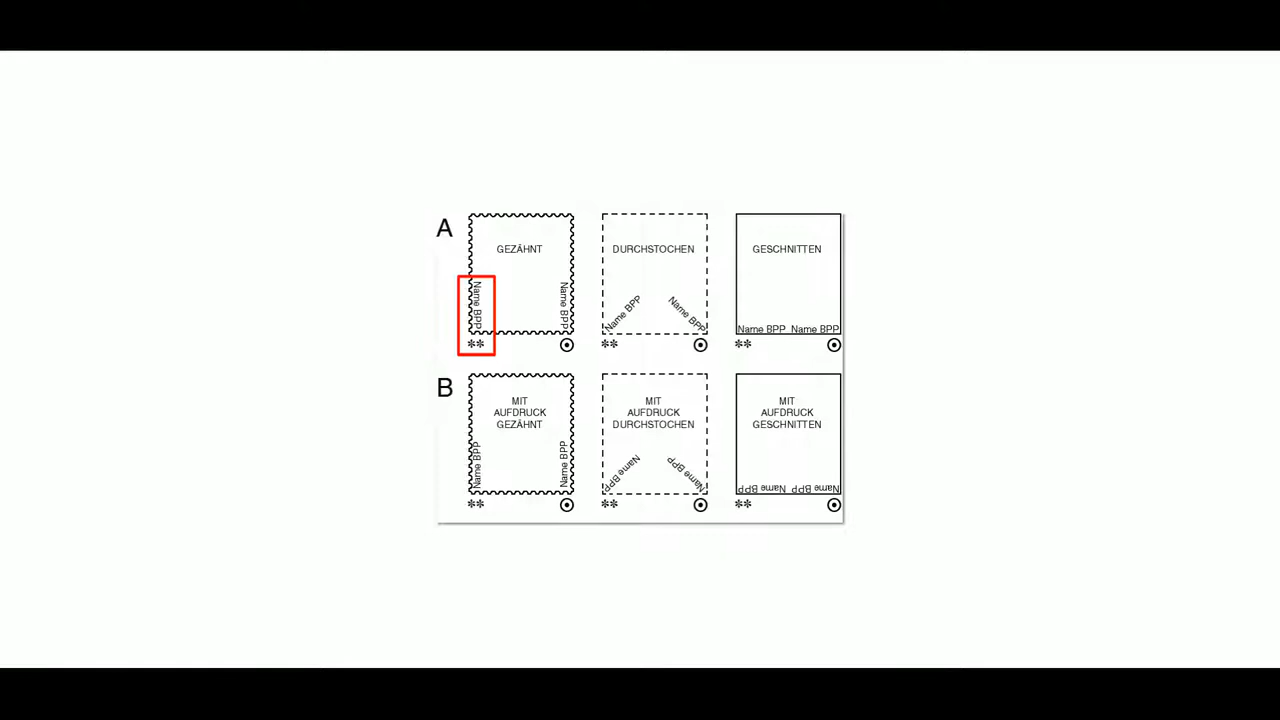 A
GEZÄHNT
Name BPP
Name BPP
**
DURCHSTOCHEN
Name BPP
Name BPP
**
GESCHNITTEN
Name BPP Name BPP
**
B
MIT
AUFDRUCK
GEZÄHNT
Name BPP
Name BPP
**
MIT
AUFDRUCK
DURCHSTOCHEN
Name BPP
Name BPP
**
MIT
AUFDRUCK
GESCHNITTEN
Name BPP Name BPP
**